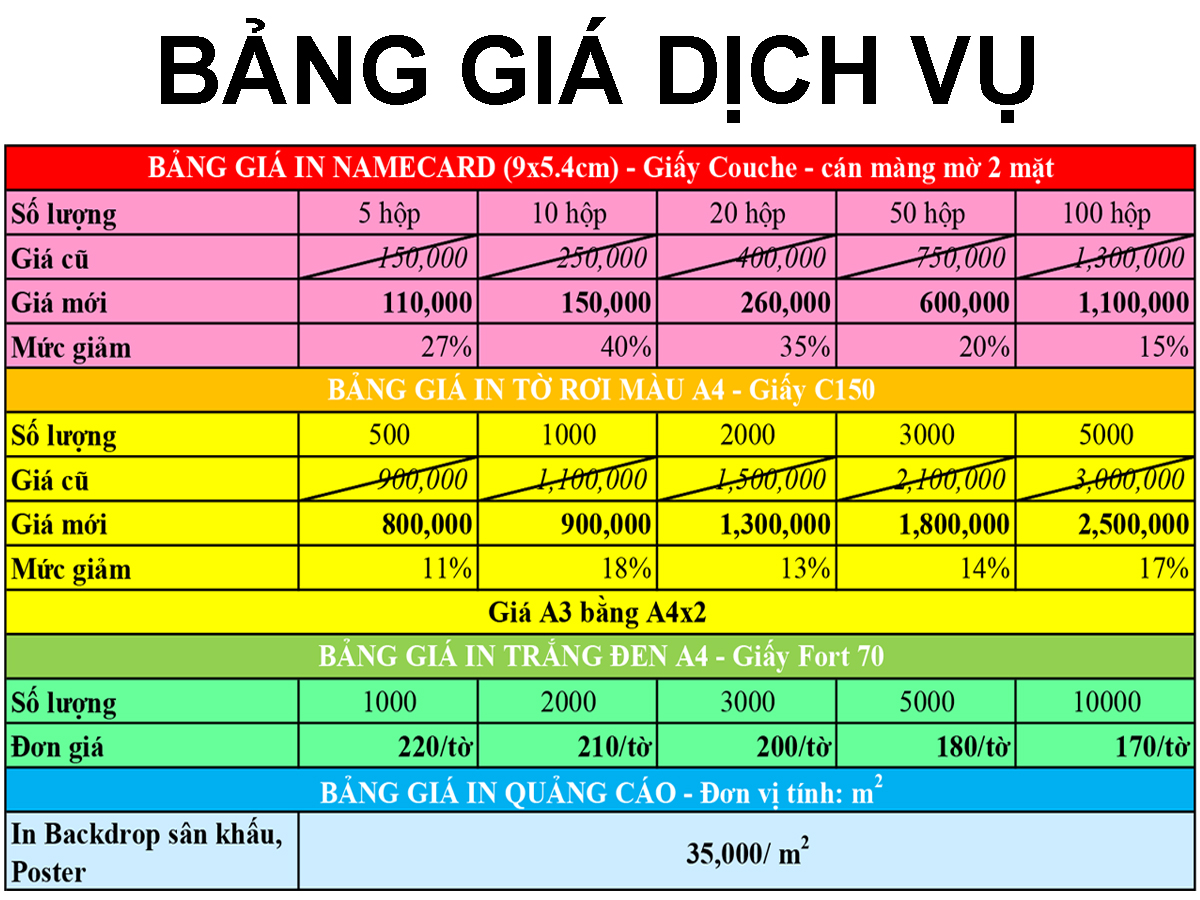 BẢNG GIÁ DỊCH VỤ
BẢNG GIÁ IN NAMECARD (9x5.4cm) - Giấy Couche - cán màng mờ 2 mặt
Số lượng 5 hộp 10 hộp 20 hộp 50 hộp 100 hộp
Giá cũ 150,000 250,000 400,000 750,000 1,300,000
Giá mới 110,000 150,000 260,000 600,000 1,100,000
Mức giảm 27% 40% 35% 20% 15%
BẢNG GIÁ IN TỜ RƠI MÀU A4 - Giấy C150
Số lượng 500 1000 2000 3000 5000
Giá cũ 900,000 1,100,000 1,500,000 2,100,000 3,000,000
Giá mới 800,000 900,000 1,300,000 1,800,000 2,500,000
Mức giảm 11% 18% 13% 14% 17%
Giá A3 bằng A4x2
BẢNG GIÁ IN TRẮNG ĐEN A4 - Giấy Fort 70
Số lượng 1000 2000 3000 5000 10000
Đơn giá 220/tờ 210/tờ 200/tờ 180/tờ 170/tờ
BẢNG GIÁ IN QUẢNG CÁO - Đơn vị tính: m²
In Backdrop sân khấu,
Poster
35,000/ m²